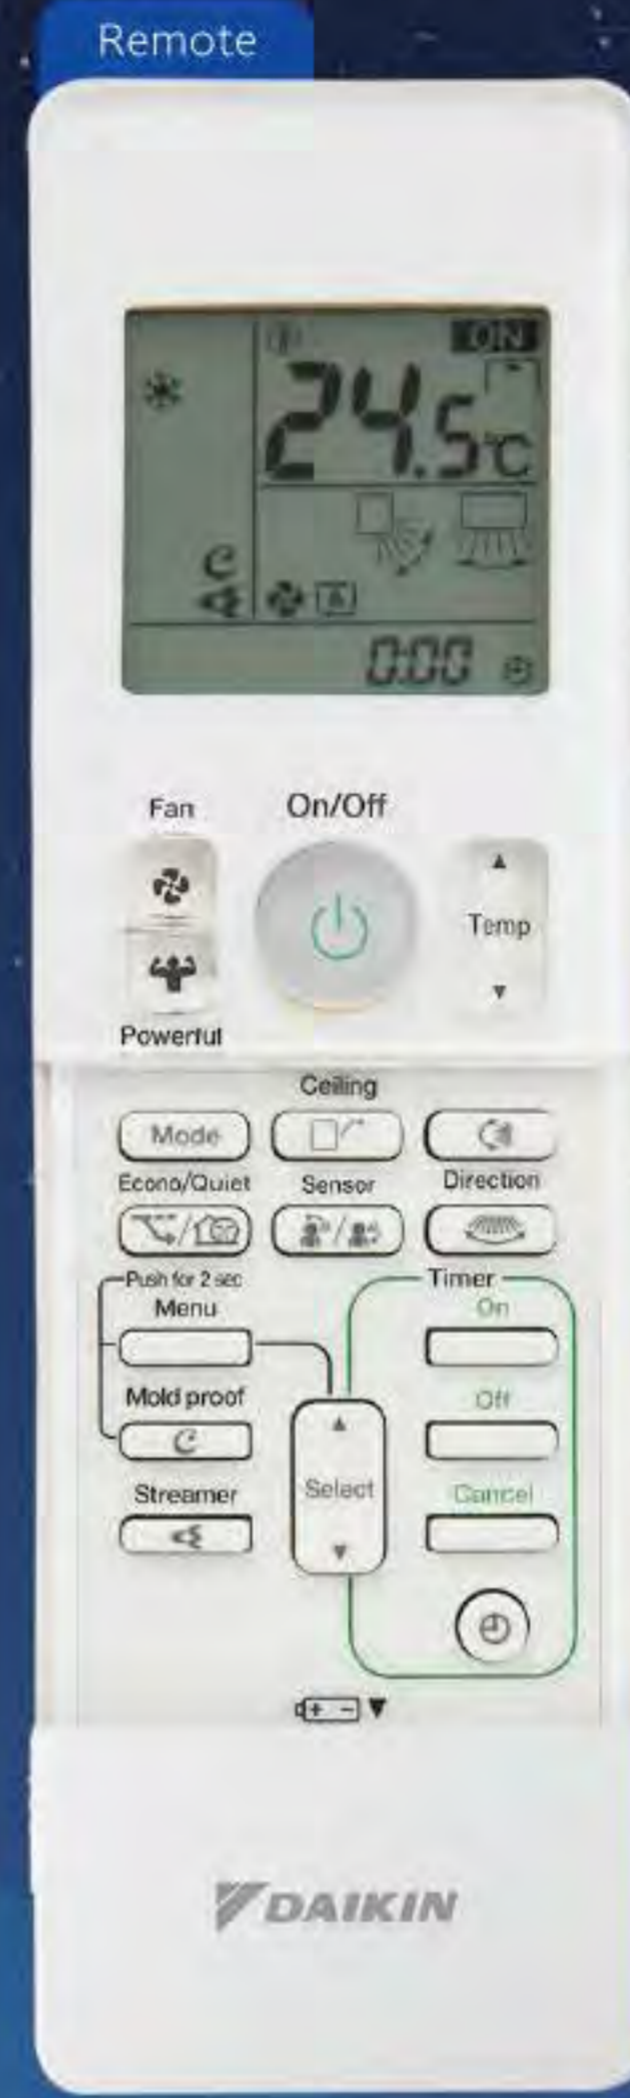 Remote
ON
24.5°C
A
0:00
Fan
On/Off
Temp
Powerful
Ceiling
Mode
Econo/Quiet
Sensor
Direction
Push for 2 sec
Menu
Timer
On
Mold proof
Off
Streamer
Select
Cancel
+ -
DAIKIN